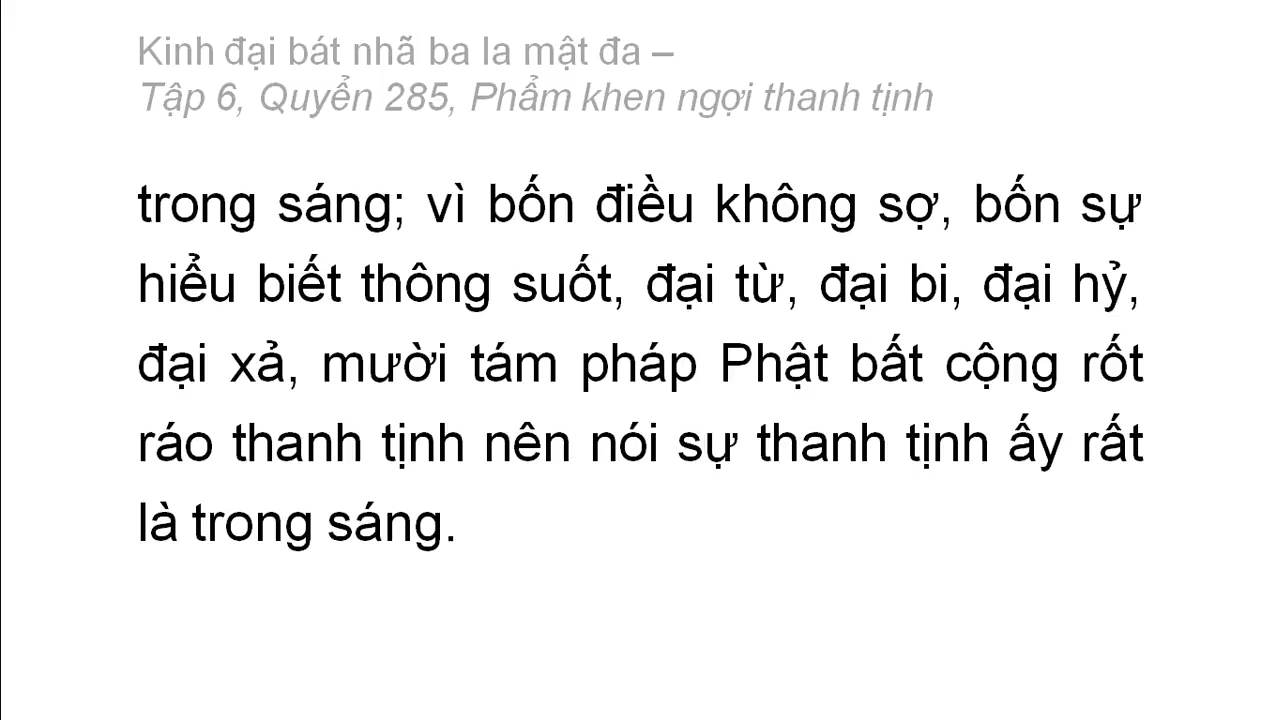 Kinh đại bát nhã ba la mật đa –
Tập 6, Quyển 285, Phẩm khen ngợi thanh tịnh
trong sáng; vì bốn điều không sợ, bốn sự
hiểu biết thông suốt, đại từ, đại bi, đại hỷ,
đại xả, mười tám pháp Phật bất cộng rốt
ráo thanh tịnh nên nói sự thanh tịnh ấy rất
là trong sáng.